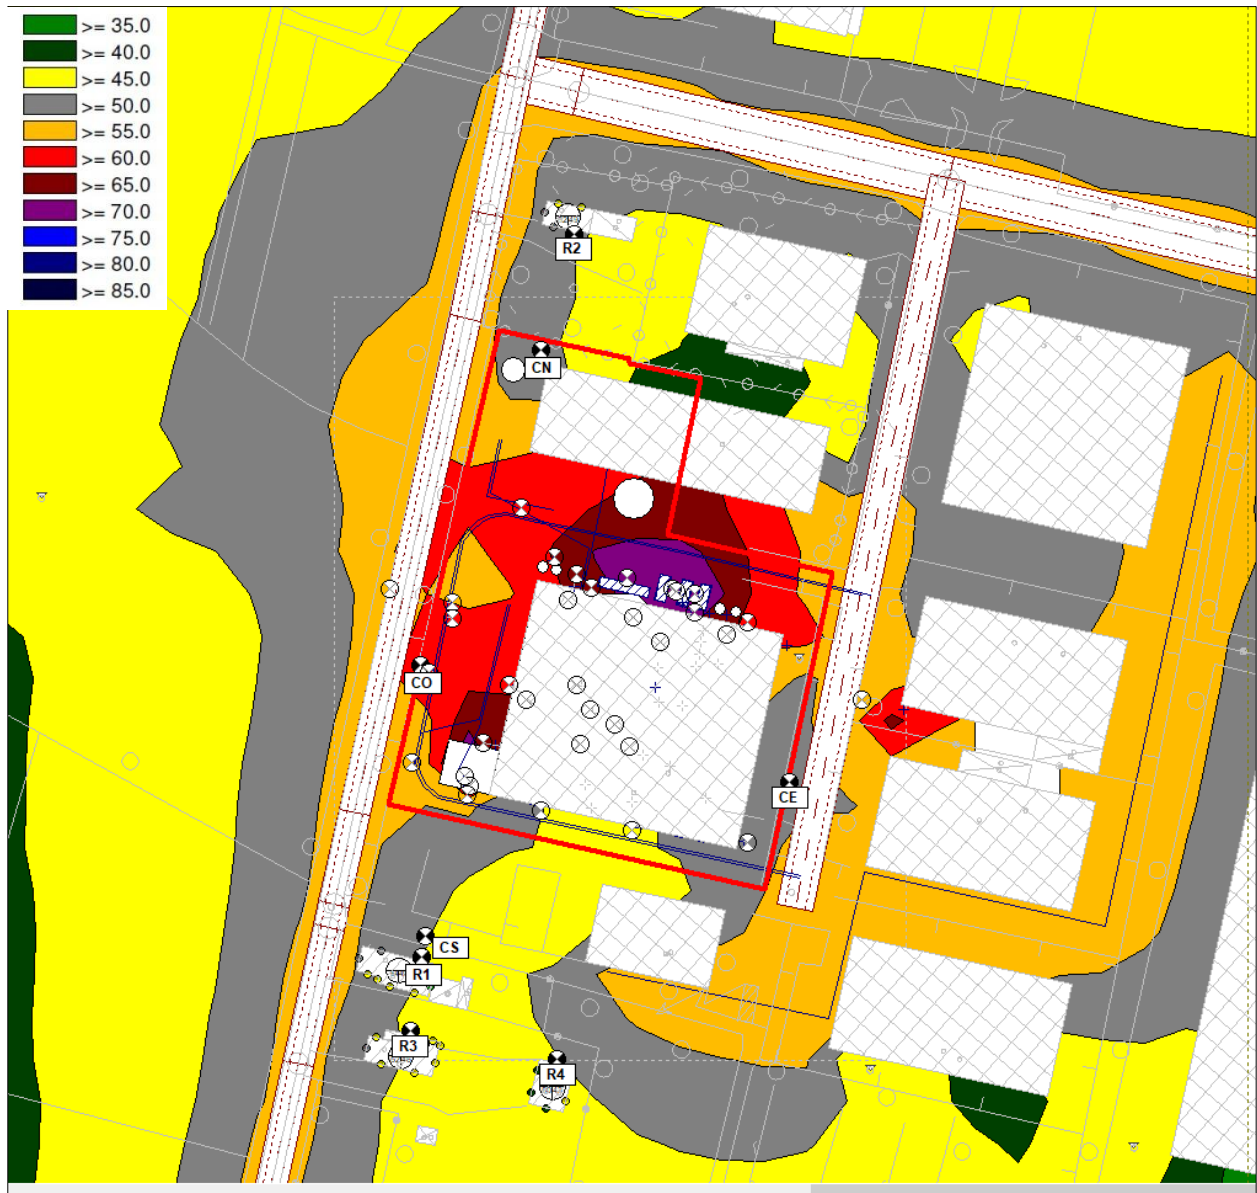 >= 35.0
>= 40.0
>= 45.0
>= 50.0
>= 55.0
>= 60.0
>= 65.0
>= 70.0
>= 75.0
>= 80.0
>= 85.0
R2
CN
CO
CE
CS
R1
R3
R4